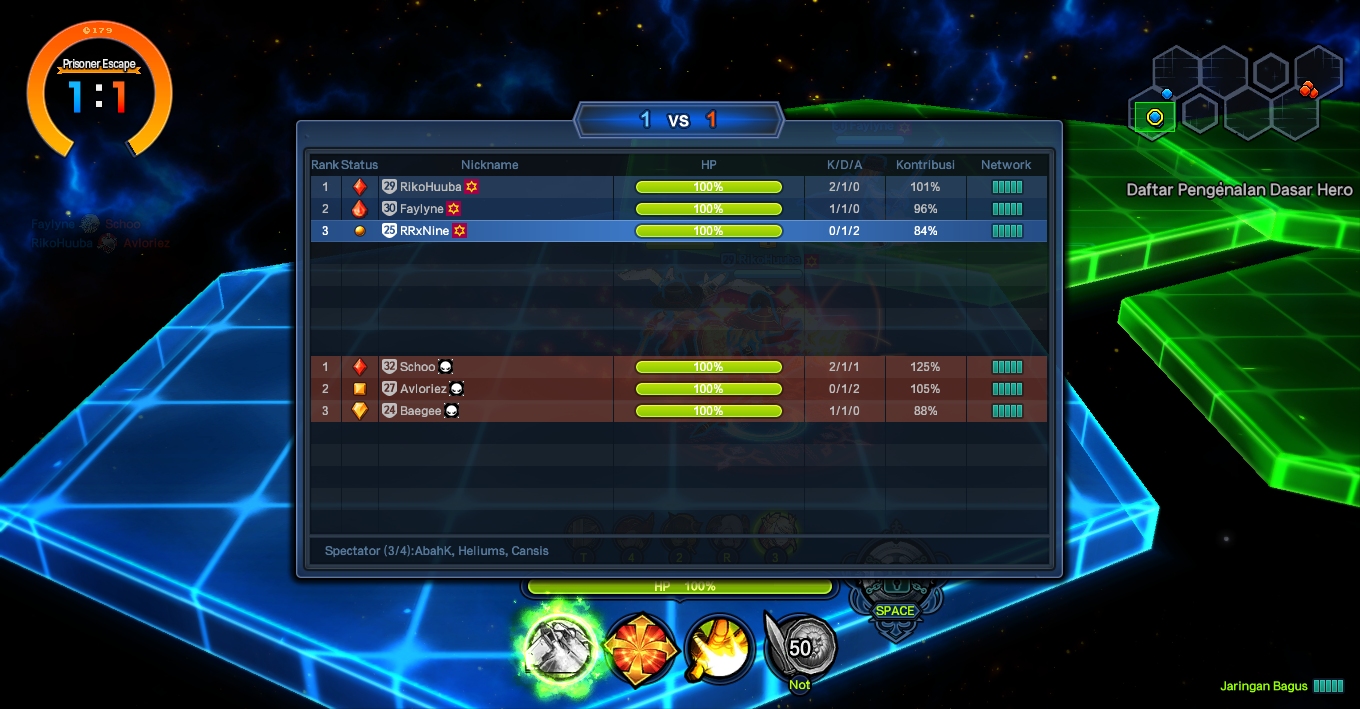 179
Prisoner Escape
1:1
1 VS 1
Rank Status Nickname HP K/D/A Kontribusi Network
1 29 RikoHuuba 100% 2/1/0 101%
2 30 Faylyne 100% 1/1/0 96%
3 25 RRxNine 100% 0/1/2 84%
Faylyne Schoo
RikoHuuba Avloriez
Daftar Pengenalan Dasar Hero
RikoHuuba
1 32 Schoo 100% 2/1/1 125%
2 27 Avloriez 100% 0/1/2 105%
3 24 Baegee 100% 1/1/0 88%
T 4 2 R 3
Spectator (3/4):AbahK, Heliums, Cansis
HP 100%
SPACE
50
Not
Jaringan Bagus